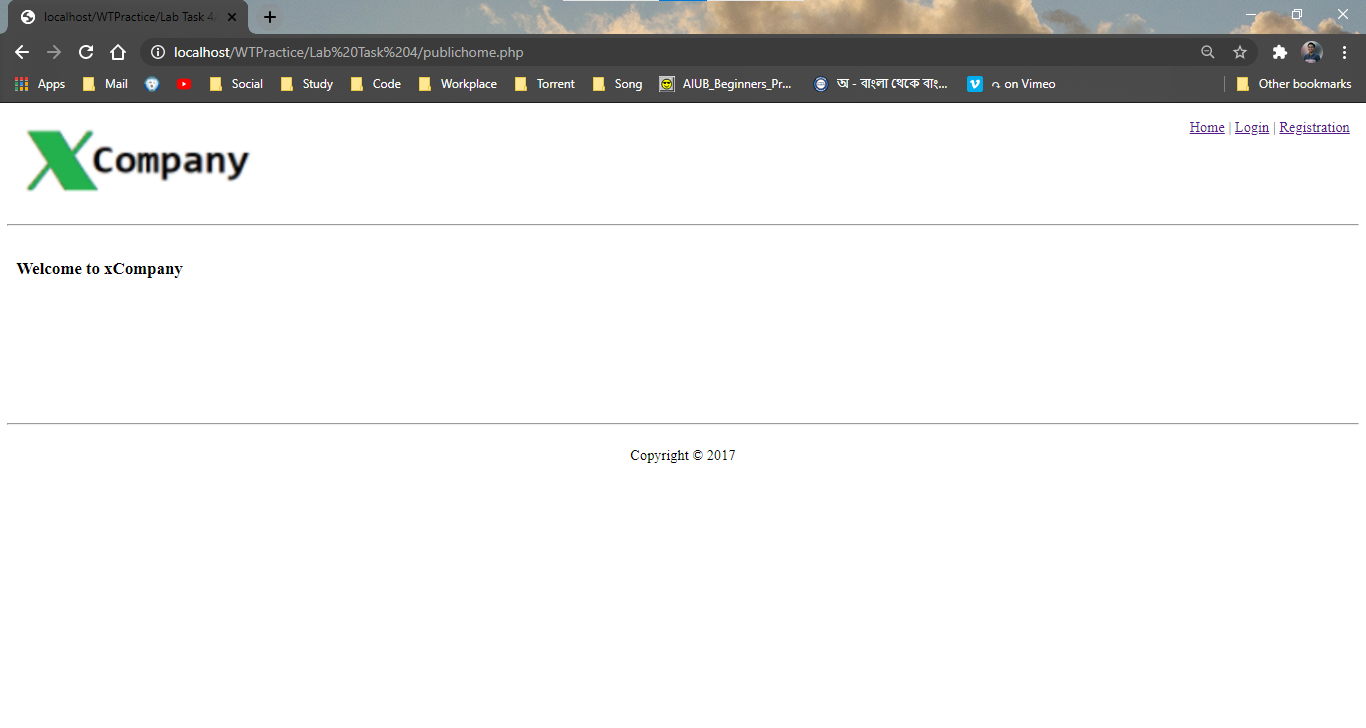 localhost/WTPractice/Lab Task 4
localhost/WTPractice/Lab%20Task%204/publichome.php
Apps Mail Social Study Code Workplace Torrent Song AIUB_Beginners_Pr... অ - বাংলা থেকে বাং... on Vimeo Other bookmarks
Home | Login | Registration
XCompany
Welcome to xCompany
Copyright © 2017